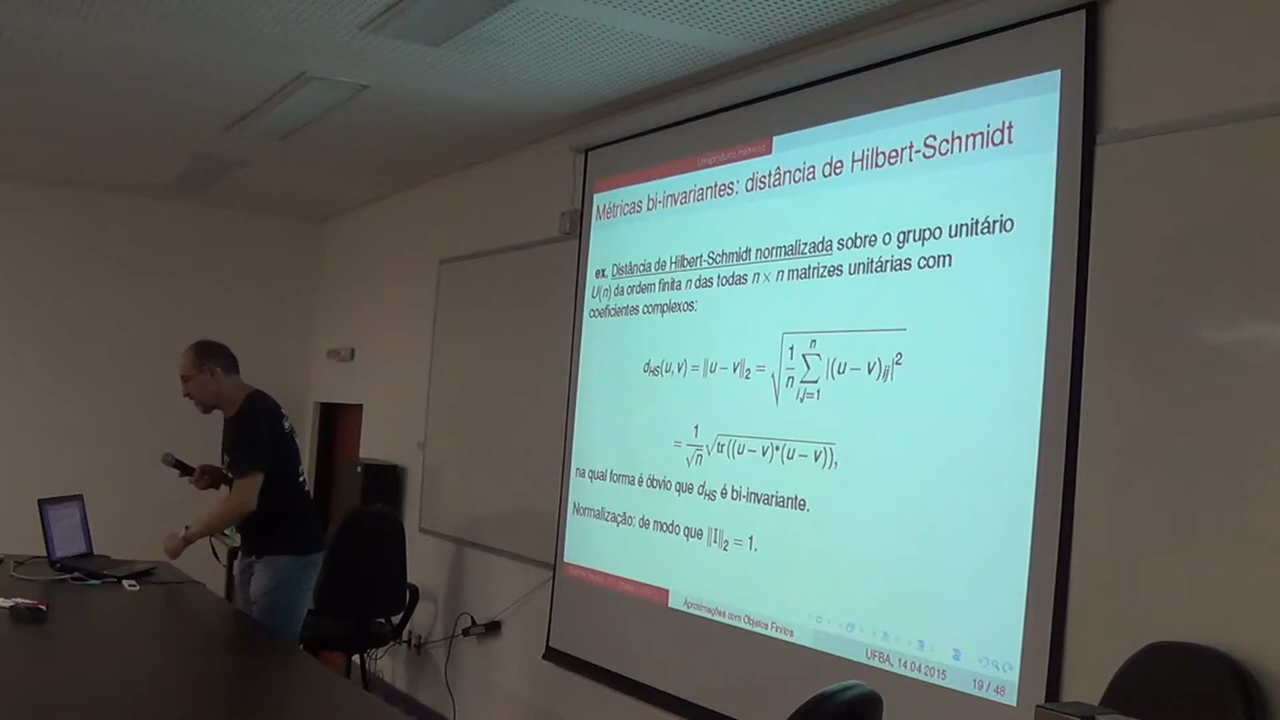 Ultraprodutos métricos
Métricas bi-invariantes: distância de Hilbert-Schmidt
ex. Distância de Hilbert-Schmidt normalizada sobre o grupo unitário
U(n) da ordem finita n das todas n × n matrizes unitárias com
coeficientes complexos:
d_HS(u, v) = ‖u − v‖₂ = √(1/n ∑_{i,j=1}^{n} |(u − v)_{ij}|²)
= 1/√n √(tr((u − v)*(u − v))),
na qual forma é óbvio que d_HS é bi-invariante.
Normalização: de modo que ‖𝕀‖₂ = 1.
Aproximações com Objetos Finitos
UFBA, 14 04 2015
19 / 48